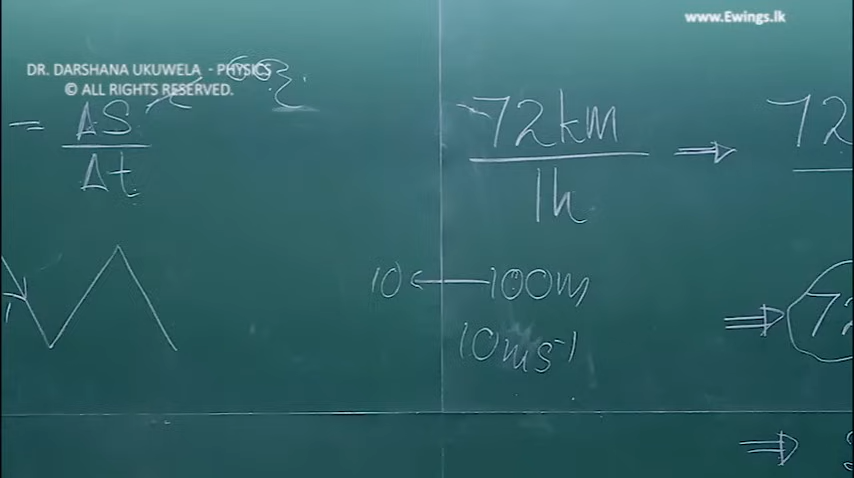 www.Ewings.lk
DR. DARSHANA UKUWELA - PHYSICS
© ALL RIGHTS RESERVED.
= ΔS
Δt
72km
1h
⇒ 72
10 ← 100m
10ms⁻¹
⇒ 72
⇒